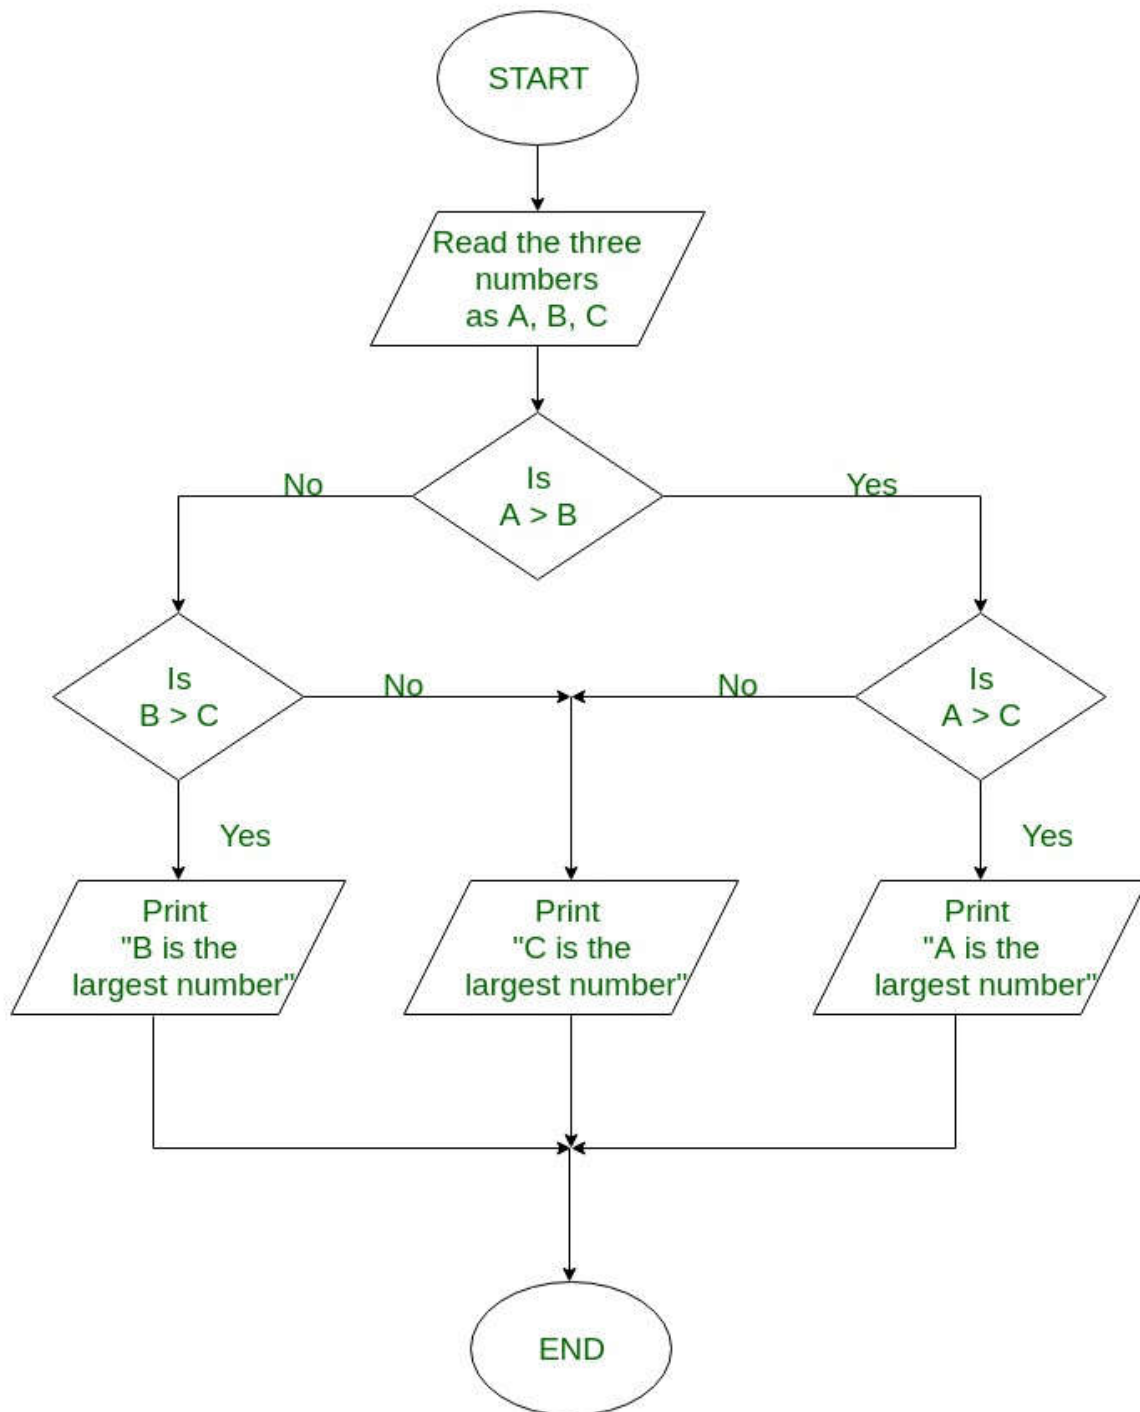 START
Read the three
numbers
as A, B, C
Is
A > B
No
Yes
Is
B > C
No
No
Is
A > C
Yes
Yes
Print
"B is the
largest number"
Print
"C is the
largest number"
Print
"A is the
largest number"
END